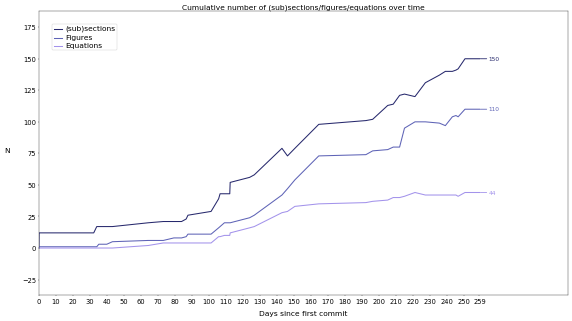 Cumulative number of (sub)sections/figures/equations over time
175
150
125
100
75
50
25
0
−25
N
(sub)sections
Figures
Equations
150
110
44
0 10 20 30 40 50 60 70 80 90 100 110 120 130 140 150 160 170 180 190 200 210 220 230 240 250 259
Days since first commit